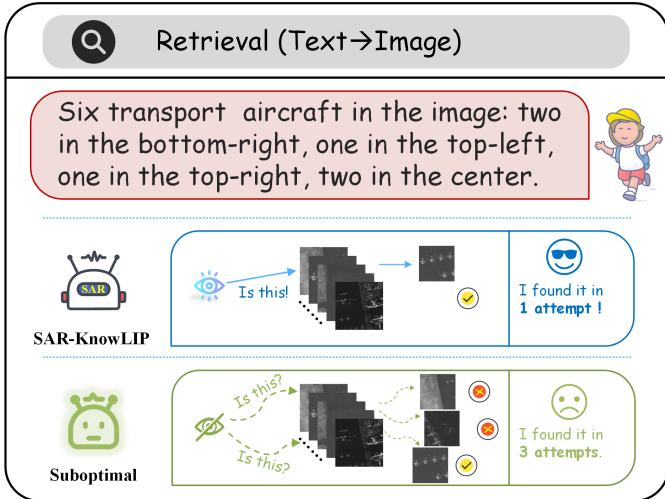 Retrieval (Text→Image)
Six transport aircraft in the image: two
in the bottom-right, one in the top-left,
one in the top-right, two in the center.
SAR
SAR-KnowLIP
Is this!
I found it in
1 attempt !
Suboptimal
Is this?
Is this?
I found it in
3 attempts.